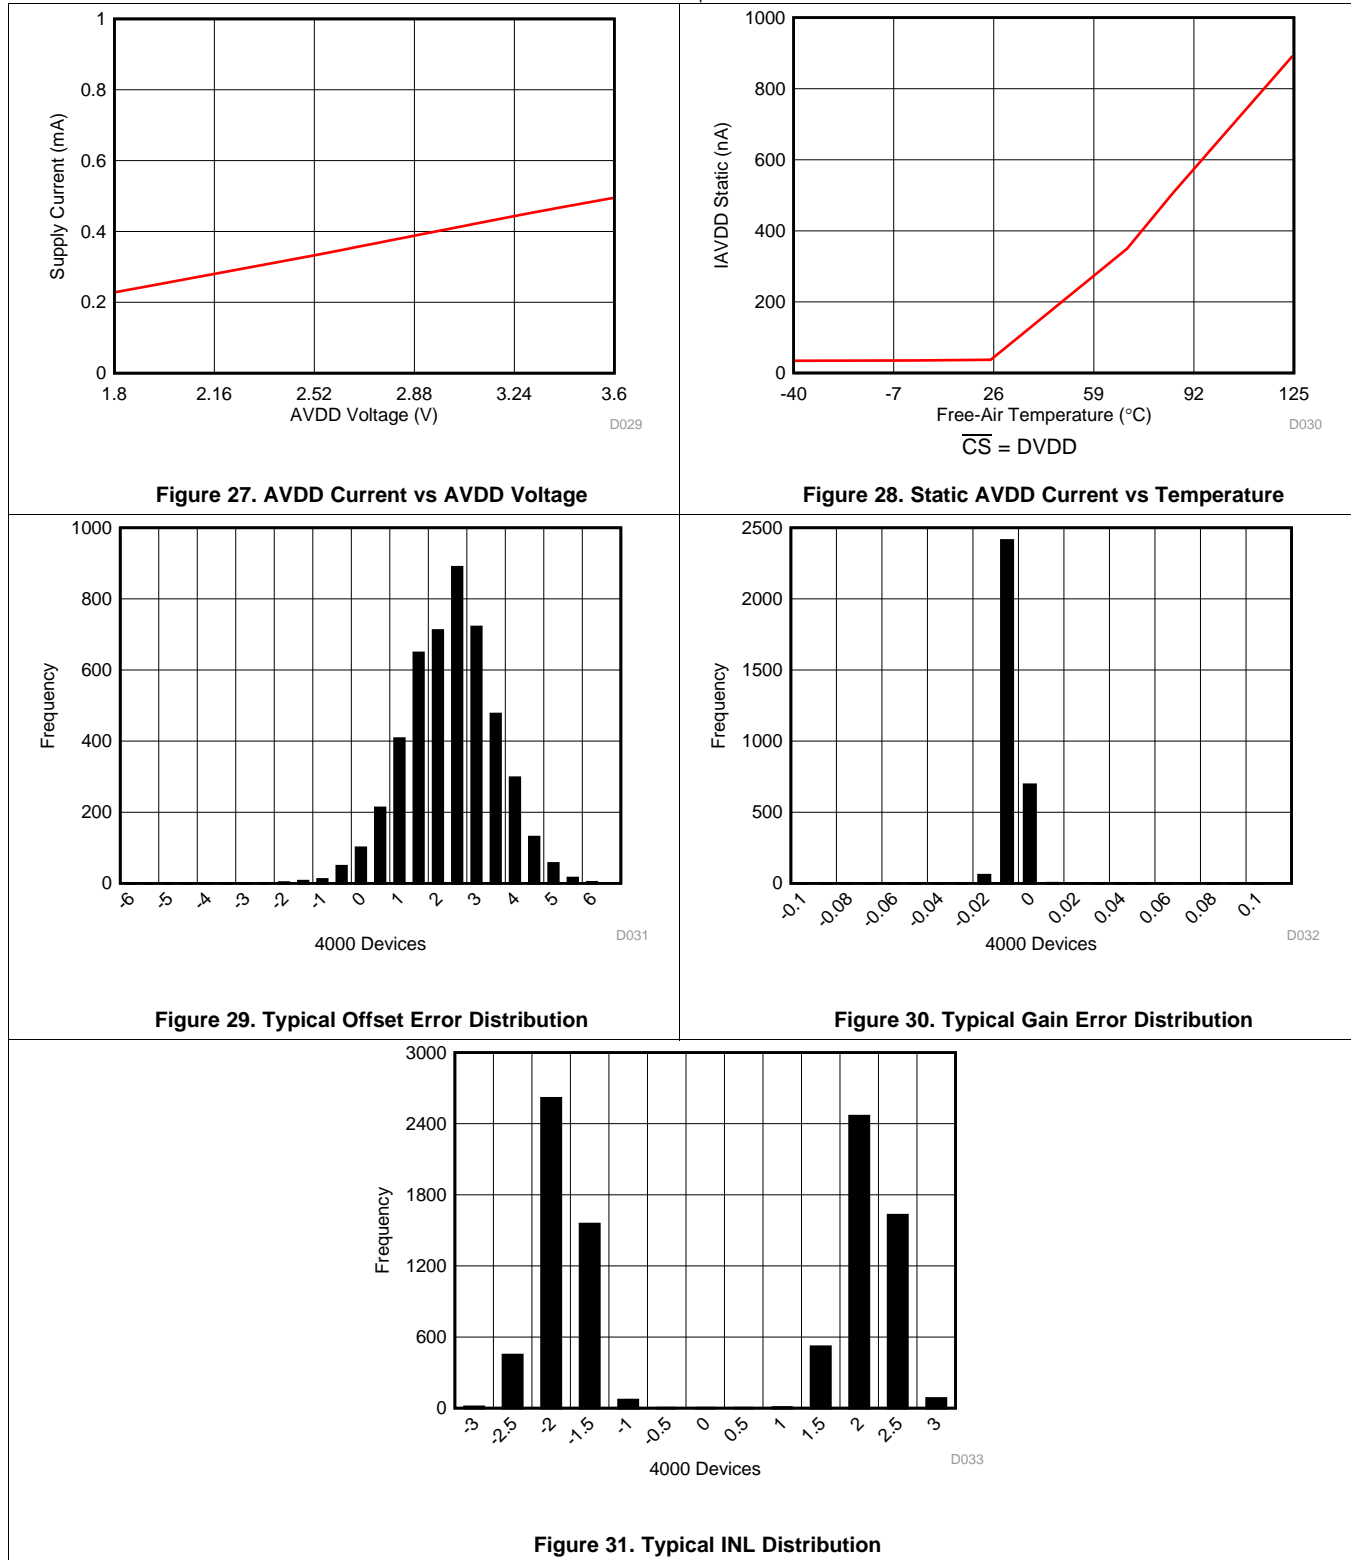 1
0.8
0.6
0.4
0.2
0
Supply Current (mA)
1.8 2.16 2.52 2.88 3.24 3.6
AVDD Voltage (V)
D029
Figure 27. AVDD Current vs AVDD Voltage
1000
800
600
400
200
0
IAVDD Static (nA)
-40 -7 26 59 92 125
Free-Air Temperature (°C)
D030
CS = DVDD
Figure 28. Static AVDD Current vs Temperature
1000
800
600
400
200
0
Frequency
-6 -5 -4 -3 -2 -1 0 1 2 3 4 5 6
D031
4000 Devices
Figure 29. Typical Offset Error Distribution
2500
2000
1500
1000
500
0
Frequency
-0.1 -0.08 -0.06 -0.04 -0.02 0 0.02 0.04 0.06 0.08 0.1
D032
4000 Devices
Figure 30. Typical Gain Error Distribution
3000
2400
1800
1200
600
0
Frequency
-3 -2.5 -2 -1.5 -1 -0.5 0 0.5 1 1.5 2 2.5 3
D033
4000 Devices
Figure 31. Typical INL Distribution